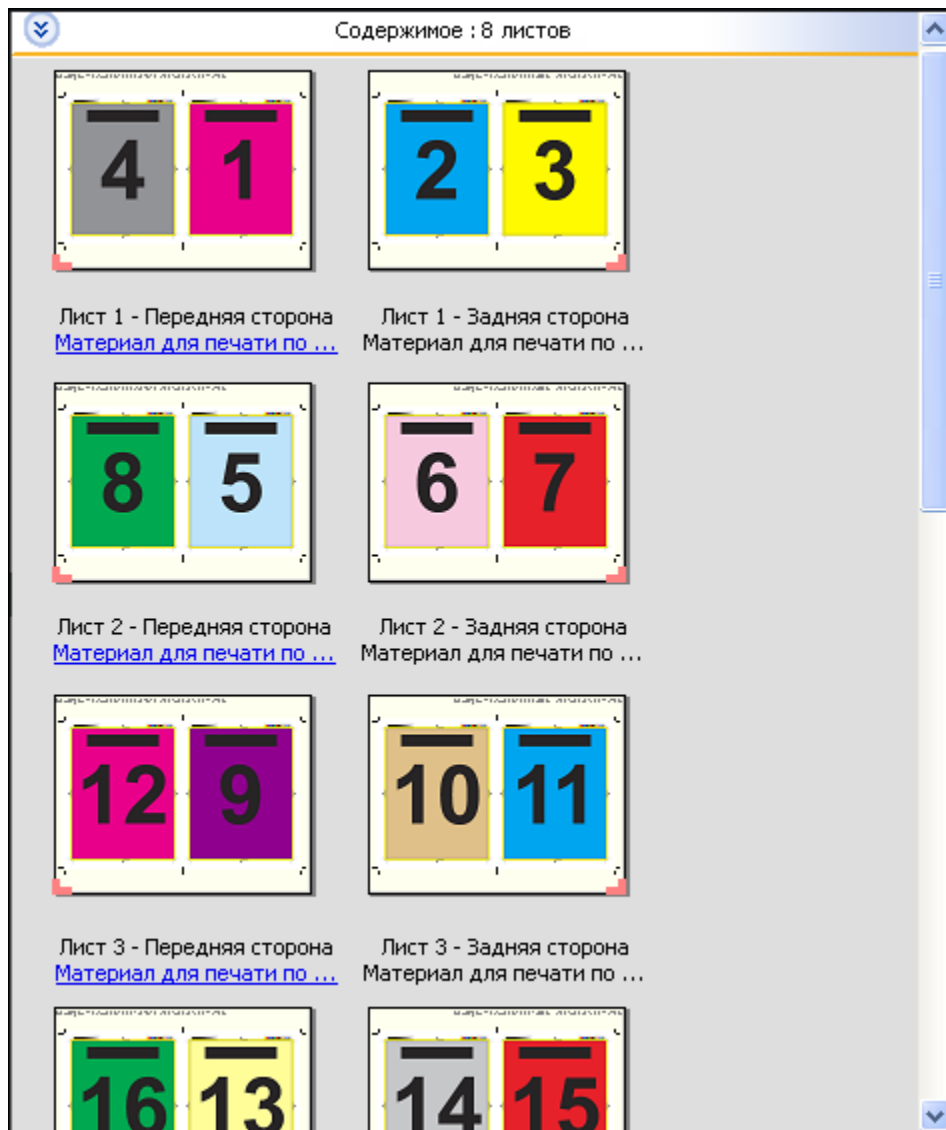 Содержимое : 8 листов
4 1 2 3
Лист 1 - Передняя сторона Лист 1 - Задняя сторона
Материал для печати по ... Материал для печати по ...
8 5 6 7
Лист 2 - Передняя сторона Лист 2 - Задняя сторона
Материал для печати по ... Материал для печати по ...
12 9 10 11
Лист 3 - Передняя сторона Лист 3 - Задняя сторона
Материал для печати по ... Материал для печати по ...
16 13 14 15